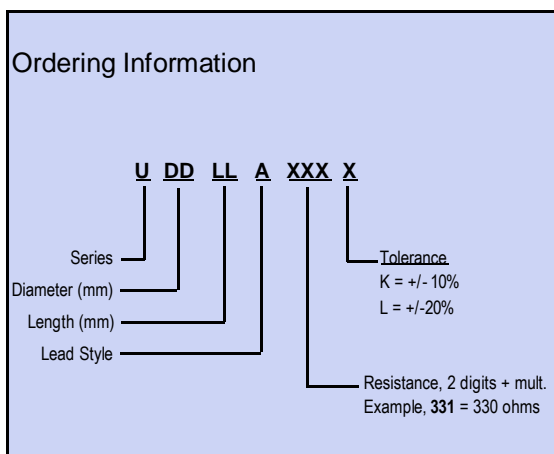 Ordering Information
U DD LL A XXX X
Series
Diameter (mm)
Length (mm)
Lead Style
Tolerance
K = +/- 10%
L = +/-20%
Resistance, 2 digits + mult.
Example, 331 = 330 ohms